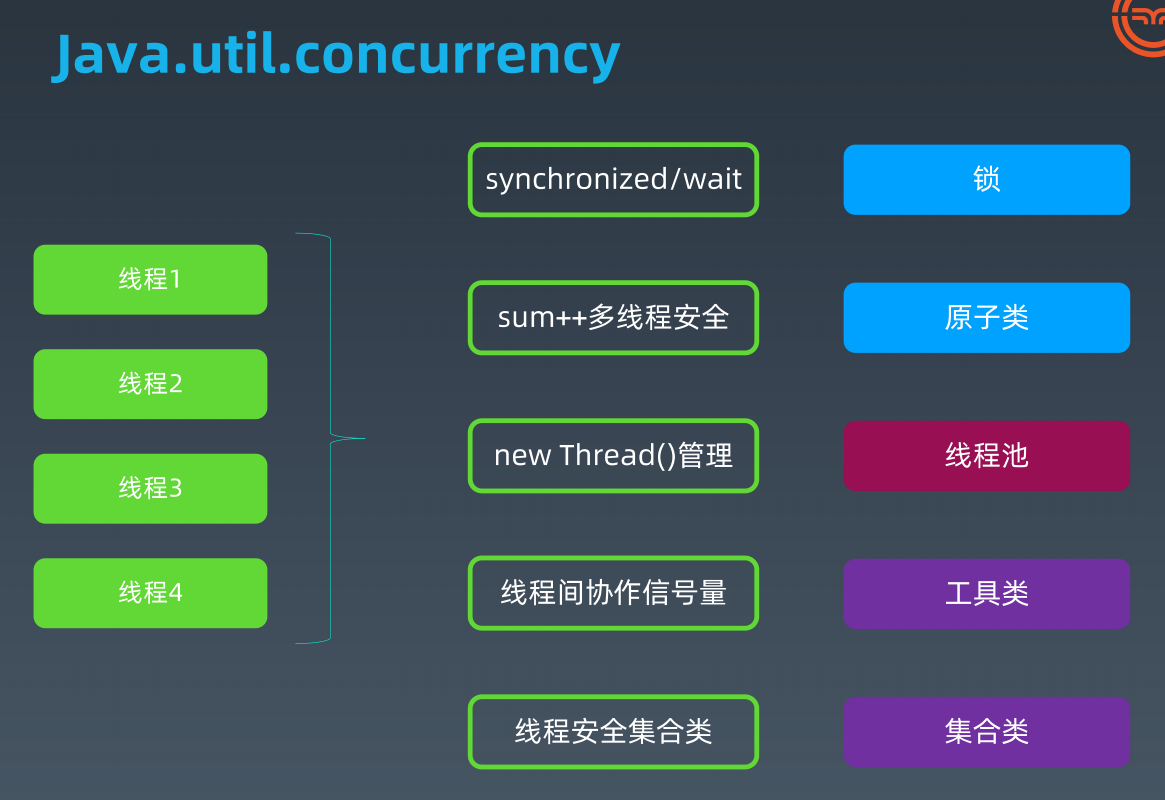 Java.util.concurrency
线程1
线程2
线程3
线程4
synchronized/wait
锁
sum++多线程安全
原子类
new Thread()管理
线程池
线程间协作信号量
工具类
线程安全集合类
集合类